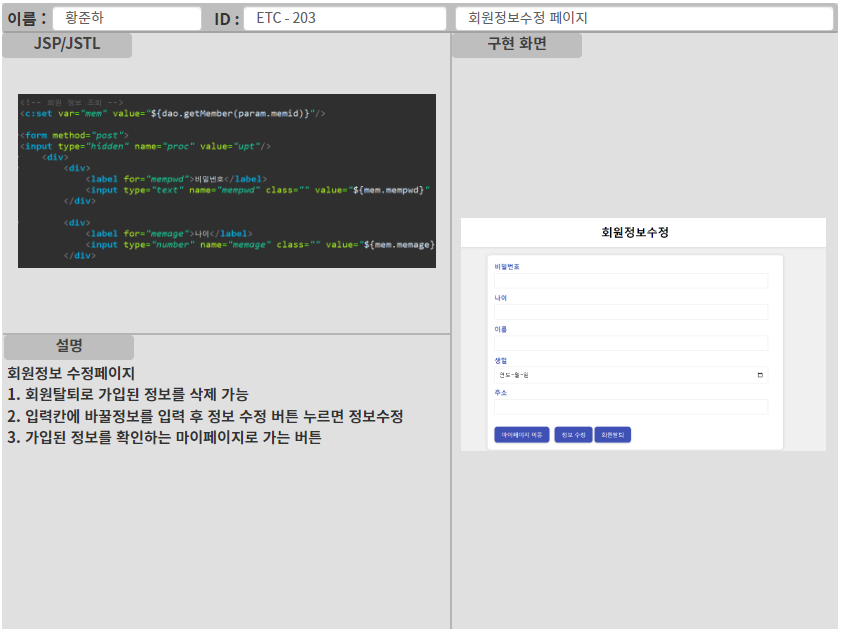 이름 : 황준하 ID : ETC - 203 회원정보수정 페이지
JSP/JSTL
<!-- 회원 정보 조회 -->
<c:set var="mem" value="${dao.getMember(param.memid)}"/>
<form method="post">
<input type="hidden" name="proc" value="upt"/>
<div>
<div>
<label for="mempwd">비밀번호</label>
<input type="text" name="mempwd" class="" value="${mem.mempwd}"
</div>
<div>
<label for="memage">나이</label>
<input type="number" name="memage" class="" value="${mem.memage}
</div>
설명
회원정보 수정페이지
1. 회원탈퇴로 가입된 정보를 삭제 가능
2. 입력칸에 바꿀정보를 입력 후 정보 수정 버튼 누르면 정보수정
3. 가입된 정보를 확인하는 마이페이지로 가는 버튼
구현 화면
회원정보수정
비밀번호
나이
이름
생일
연도-월-일
주소
마이페이지 이동 정보 수정 회원탈퇴